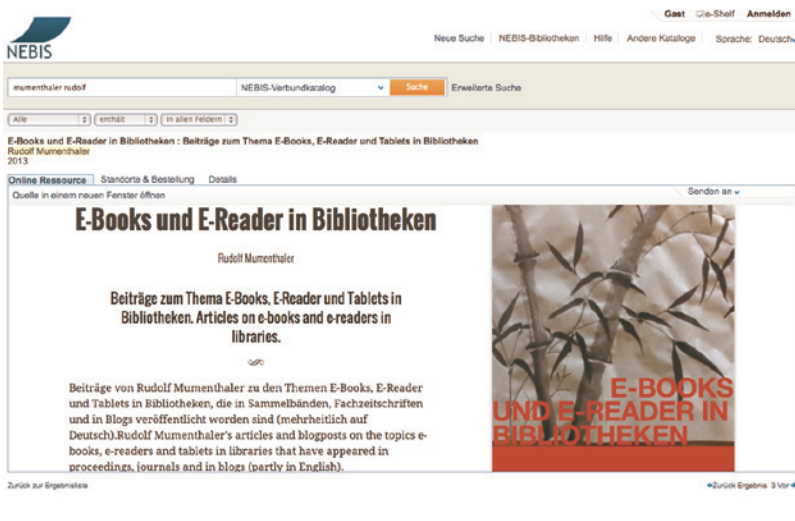 Gast e-Shelf Anmelden
NEBIS
Neue Suche NEBIS-Bibliotheken Hilfe Andere Kataloge Sprache: Deutsch
mumenthaler rudolf NEBIS-Verbundkatalog Suche Erweiterte Suche
Alle enthält in allen Feldern
E-Books und E-Reader in Bibliotheken : Beiträge zum Thema E-Books, E-Reader und Tablets in Bibliotheken
Rudolf Mumenthaler
2013
Online Ressource Standorte & Bestellung Details
Quelle in einem neuen Fenster öffnen Senden an
E-Books und E-Reader in Bibliotheken
Rudolf Mumenthaler
Beiträge zum Thema E-Books, E-Reader und Tablets in
Bibliotheken. Articles on e-books and e-readers in
libraries.
Beiträge von Rudolf Mumenthaler zu den Themen E-Books, E-Reader
und Tablets in Bibliotheken, die in Sammelbänden, Fachzeitschriften
und in Blogs veröffentlicht worden sind (mehrheitlich auf
Deutsch).Rudolf Mumenthaler's articles and blogposts on the topics e-
books, e-readers and tablets in libraries that have appeared in
proceedings, journals and in blogs (partly in English).
E-BOOKS
UND E-READER IN
BIBLIOTHEKEN
Zurück zur Ergebnisliste Zurück Ergebnis 3 Vor